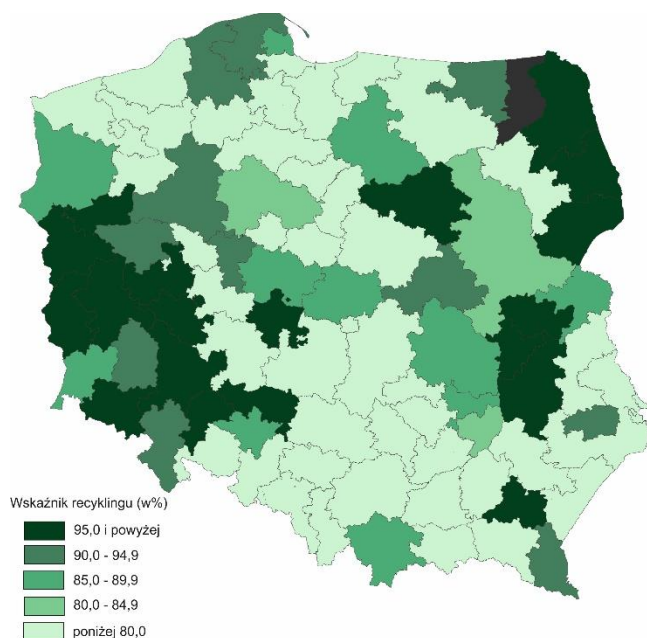 Wskaźnik recyklingu (w%)
95,0 i powyżej
90,0 - 94,9
85,0 - 89,9
80,0 - 84,9
poniżej 80,0